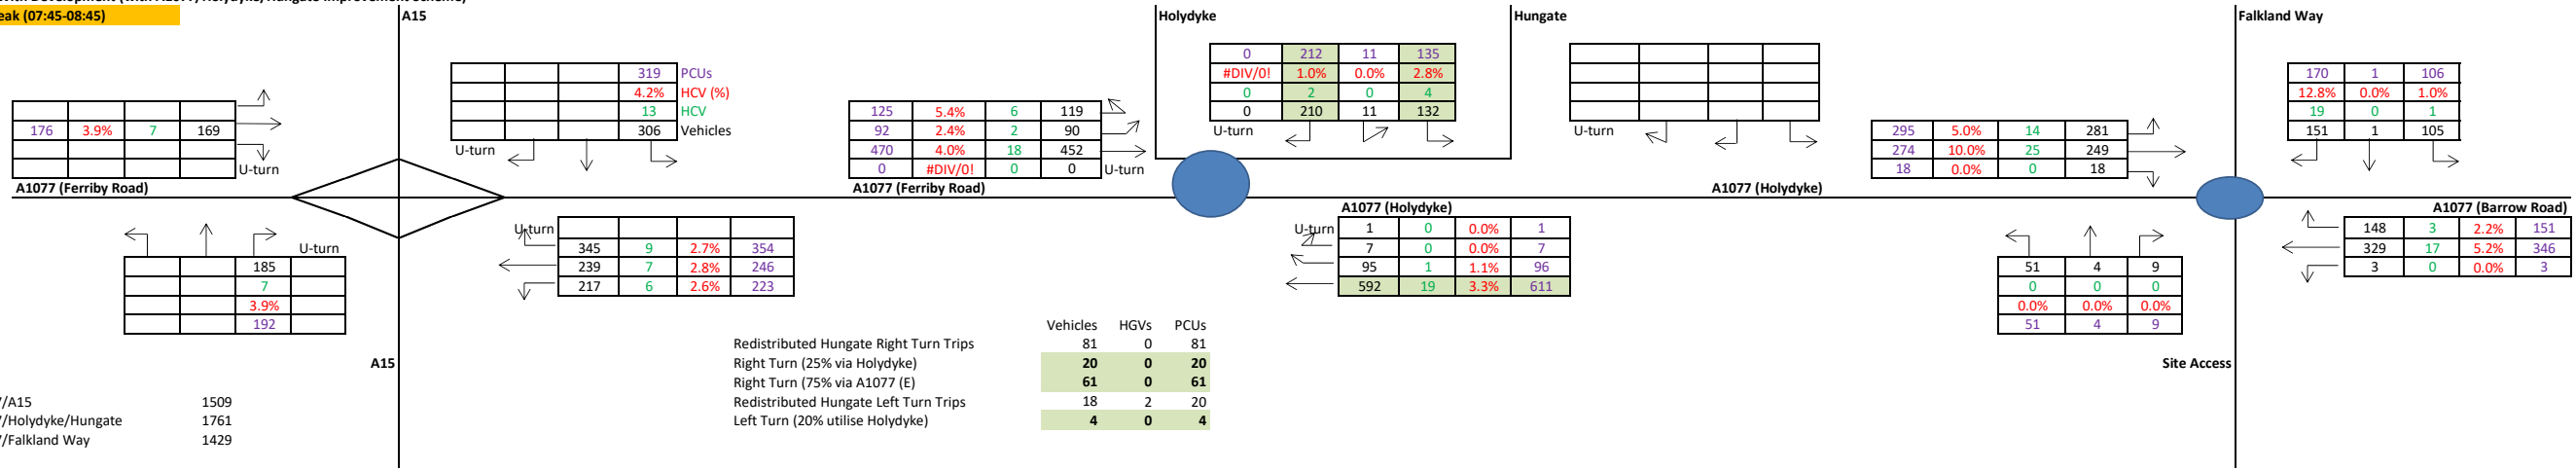 With Development (with A1077/Holydyke/Hungate Improvement Scheme)
eak (07:45-08:45)
A15
Holydyke
Hungate
Falkland Way
319 PCUs
4.2% HCV (%)
13 HCV
306 Vehicles
U-turn
176 3.9% 7 169
U-turn
A1077 (Ferriby Road)
125 5.4% 6 119
92 2.4% 2 90
470 4.0% 18 452
0 #DIV/0! 0 0 U-turn
A1077 (Ferriby Road)
0 212 11 135
#DIV/0! 1.0% 0.0% 2.8%
0 2 0 4
0 210 11 132
U-turn
U-turn
295 5.0% 14 281
274 10.0% 25 249
18 0.0% 0 18
A1077 (Holydyke)
170 1 106
12.8% 0.0% 1.0%
19 0 1
151 1 105
U-turn
185
7
3.9%
192
A15
U-turn
345 9 2.7% 354
239 7 2.8% 246
217 6 2.6% 223
A1077 (Holydyke)
U-turn 1 0 0.0% 1
7 0 0.0% 7
95 1 1.1% 96
592 19 3.3% 611
51 4 9
0 0 0
0.0% 0.0% 0.0%
51 4 9
Site Access
A1077 (Barrow Road)
148 3 2.2% 151
329 17 5.2% 346
3 0 0.0% 3
Vehicles HGVs PCUs
Redistributed Hungate Right Turn Trips 81 0 81
Right Turn (25% via Holydyke) 20 0 20
Right Turn (75% via A1077 (E) 61 0 61
Redistributed Hungate Left Turn Trips 18 2 20
Left Turn (20% utilise Holydyke) 4 0 4
/A15 1509
/Holydyke/Hungate 1761
/Falkland Way 1429